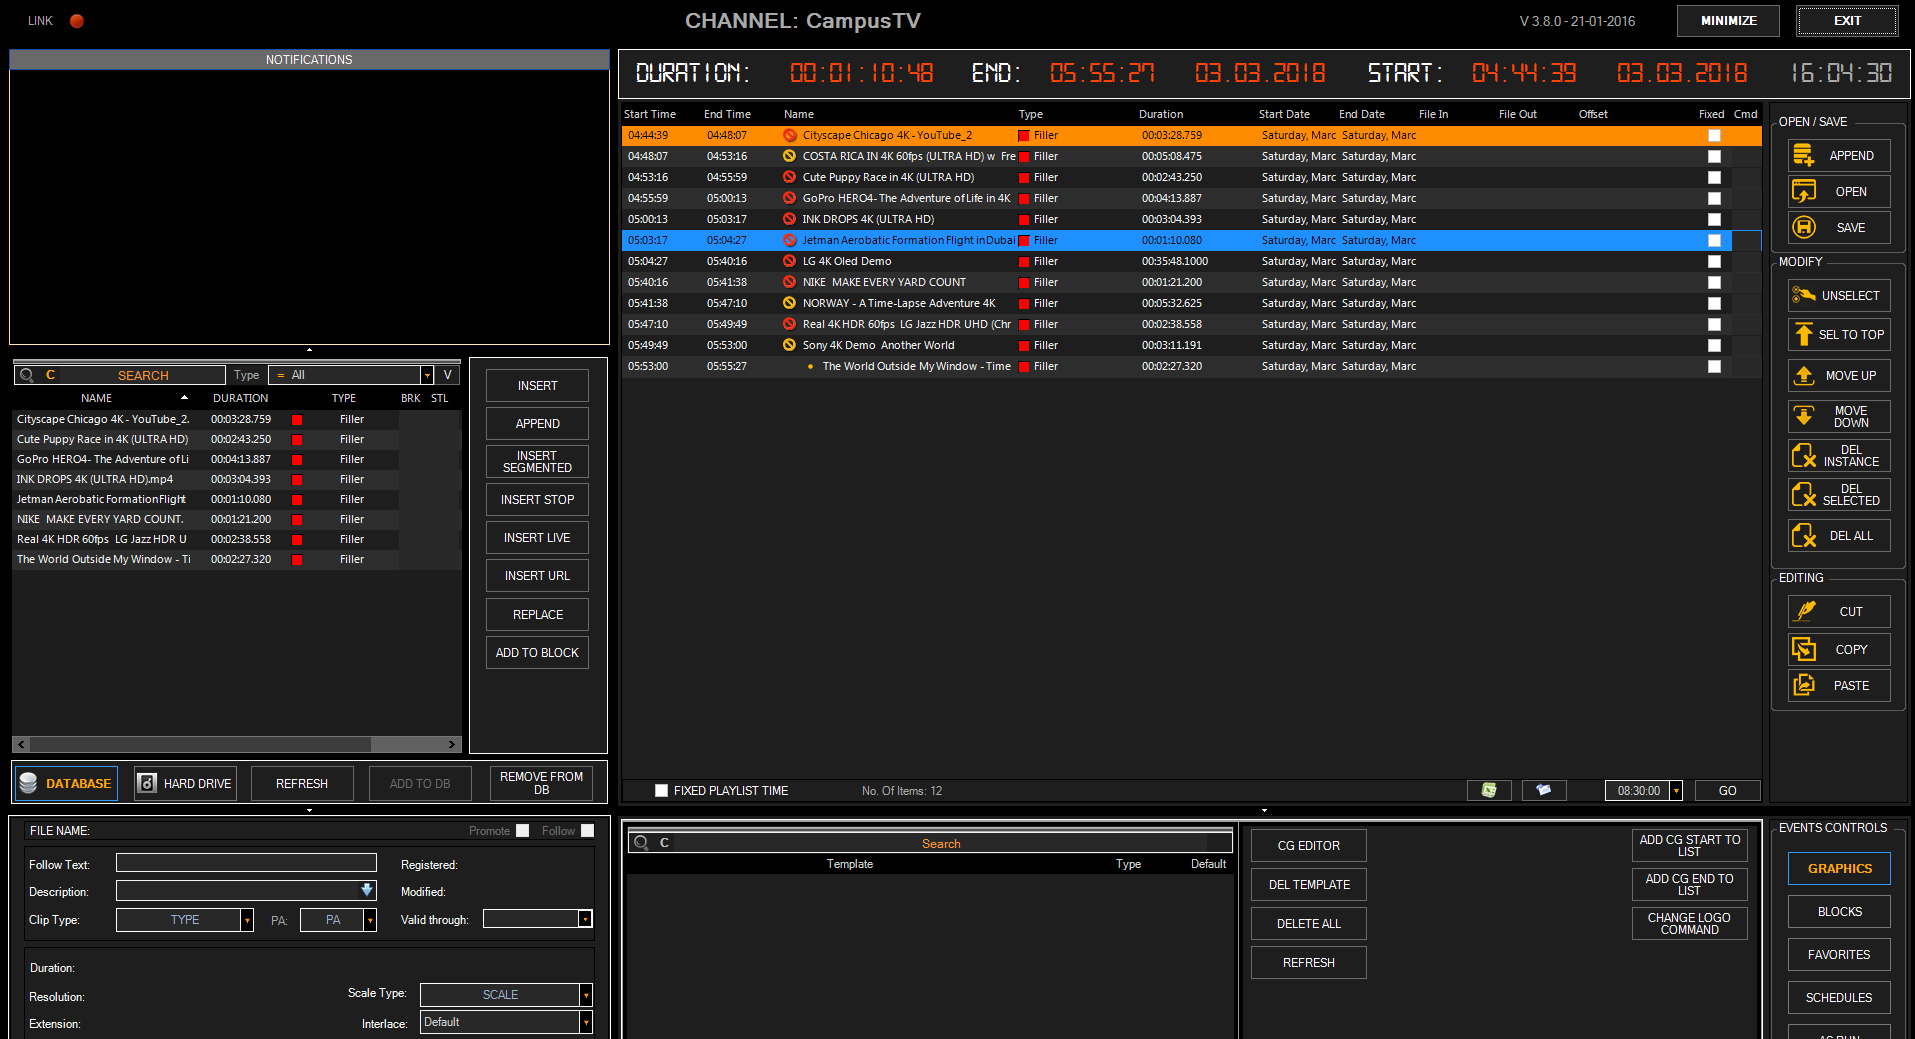 LINK
CHANNEL: CampusTV
V 3.8.0 - 21-01-2016
MINIMIZE
EXIT
NOTIFICATIONS
DURATION: 00:01:10:48 END: 05:55:27 03.03.2018 START: 04:44:39 03.03.2018 16:04:30
Start Time End Time Name Type Duration Start Date End Date File In File Out Offset Fixed Cmd
04:44:39 04:48:07 Cityscape Chicago 4K - YouTube_2 Filler 00:03:28.759 Saturday, Marc Saturday, Marc
04:48:07 04:53:16 COSTA RICA IN 4K 60fps (ULTRA HD) w Fre Filler 00:05:08.475 Saturday, Marc Saturday, Marc
04:53:16 04:55:59 Cute Puppy Race in 4K (ULTRA HD) Filler 00:02:43.250 Saturday, Marc Saturday, Marc
04:55:59 05:00:13 GoPro HERO4- The Adventure of Life in 4K Filler 00:04:13.887 Saturday, Marc Saturday, Marc
05:00:13 05:03:17 INK DROPS 4K (ULTRA HD) Filler 00:03:04.393 Saturday, Marc Saturday, Marc
05:03:17 05:04:27 Jetman Aerobatic Formation Flight in Dubai Filler 00:01:10.080 Saturday, Marc Saturday, Marc
05:04:27 05:40:16 LG 4K Oled Demo Filler 00:35:48.1000 Saturday, Marc Saturday, Marc
05:40:16 05:41:38 NIKE MAKE EVERY YARD COUNT Filler 00:01:21.200 Saturday, Marc Saturday, Marc
05:41:38 05:47:10 NORWAY - A Time-Lapse Adventure 4K Filler 00:05:32.625 Saturday, Marc Saturday, Marc
05:47:10 05:49:49 Real 4K HDR 60fps LG Jazz HDR UHD (Chr Filler 00:02:38.558 Saturday, Marc Saturday, Marc
05:49:49 05:53:00 Sony 4K Demo Another World Filler 00:03:11.191 Saturday, Marc Saturday, Marc
05:53:00 05:55:27 The World Outside My Window - Time Filler 00:02:27.320 Saturday, Marc Saturday, Marc
FIXED PLAYLIST TIME
No. Of Items: 12
08:30:00
GO
OPEN / SAVE
APPEND
OPEN
SAVE
MODIFY
UNSELECT
SEL TO TOP
MOVE UP
MOVE
DOWN
DEL
INSTANCE
DEL
SELECTED
DEL ALL
EDITING
CUT
COPY
PASTE
C SEARCH Type = All V
NAME DURATION TYPE BRK STL
Cityscape Chicago 4K - YouTube_2. 00:03:28.759 Filler
Cute Puppy Race in 4K (ULTRA HD) 00:02:43.250 Filler
GoPro HERO4- The Adventure of Li 00:04:13.887 Filler
INK DROPS 4K (ULTRA HD).mp4 00:03:04.393 Filler
Jetman Aerobatic Formation Flight 00:01:10.080 Filler
NIKE MAKE EVERY YARD COUNT. 00:01:21.200 Filler
Real 4K HDR 60fps LG Jazz HDR U 00:02:38.558 Filler
The World Outside My Window - Ti 00:02:27.320 Filler
INSERT
APPEND
INSERT
SEGMENTED
INSERT STOP
INSERT LIVE
INSERT URL
REPLACE
ADD TO BLOCK
DATABASE
HARD DRIVE
REFRESH
ADD TO DB
REMOVE FROM
DB
FILE NAME: Promote Follow
Follow Text: Registered:
Description: Modified:
Clip Type: TYPE PA: PA Valid through:
Duration:
Resolution: Scale Type: SCALE
Extension: Interlace: Default
C Search
Template Type Default
CG EDITOR
DEL TEMPLATE
DELETE ALL
REFRESH
ADD CG START TO
LIST
ADD CG END TO
LIST
CHANGE LOGO
COMMAND
EVENTS CONTROLS
GRAPHICS
BLOCKS
FAVORITES
SCHEDULES
AS RUN